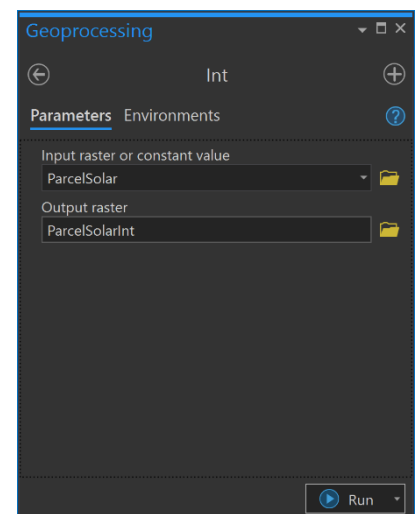 Geoprocessing
Int
Parameters Environments
Input raster or constant value
ParcelSolar
Output raster
ParcelSolarInt
Run